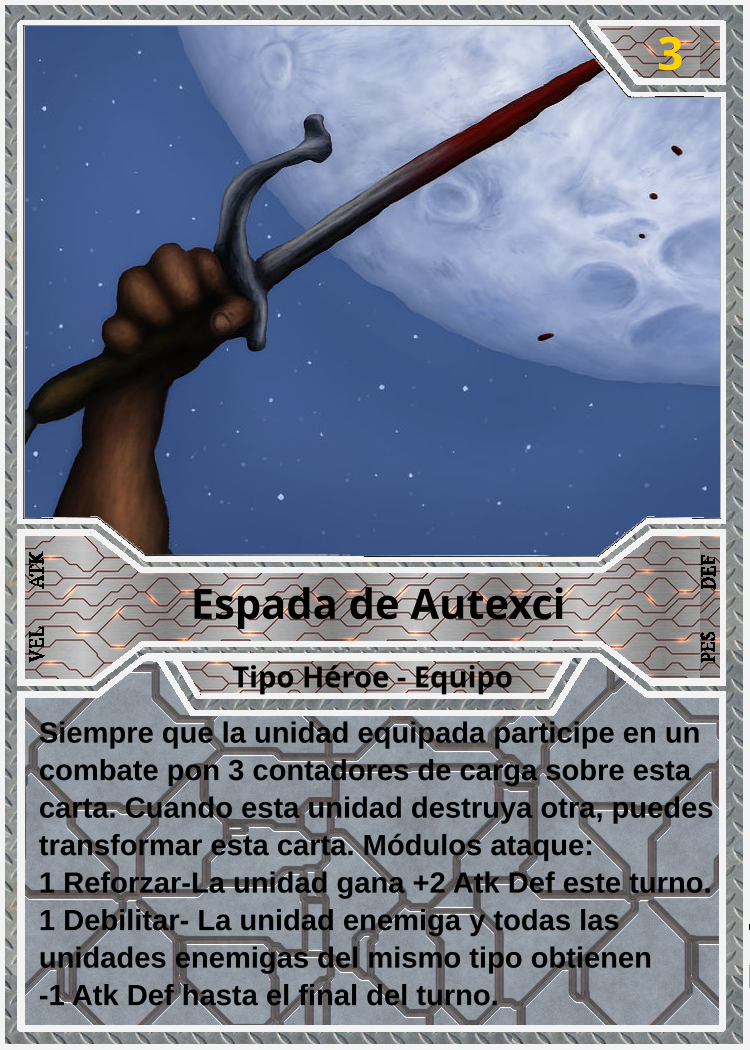 3
ATK
DEF
Espada de Autexci
VEL
PES
Tipo Héroe - Equipo
Siempre que la unidad equipada participe en un
combate pon 3 contadores de carga sobre esta
carta. Cuando esta unidad destruya otra, puedes
transformar esta carta. Módulos ataque:
1 Reforzar-La unidad gana +2 Atk Def este turno.
1 Debilitar- La unidad enemiga y todas las
unidades enemigas del mismo tipo obtienen
-1 Atk Def hasta el final del turno.